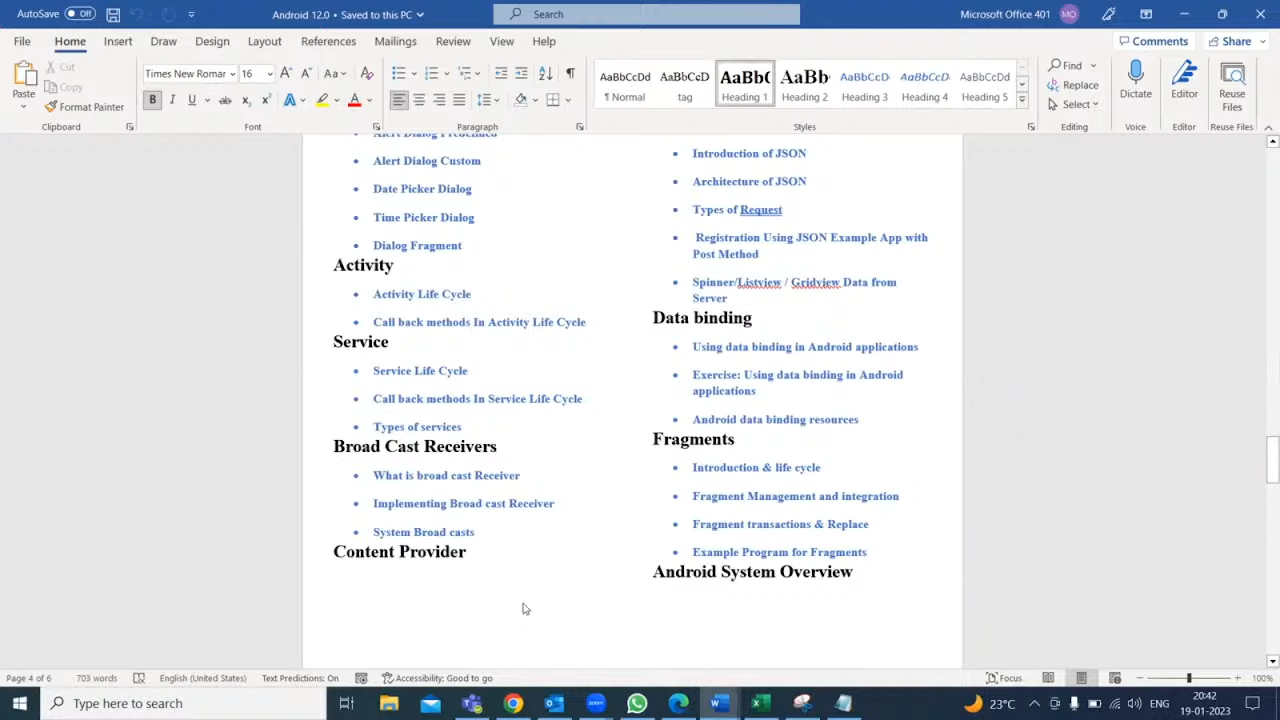 AutoSave Off
Android 12.0 • Saved to this PC
Search
Microsoft Office 401
MO
File
Home
Insert
Draw
Design
Layout
References
Mailings
Review
View
Help
Comments
Share
Paste
Cut
Copy
Format Painter
Clipboard
Times New Romar
16
Font
Paragraph
AaBbCcDd
¶ Normal
AaBbCcD
tag
AaBb(
Heading 1
AaBb
Heading 2
AaBbCcD
Heading 3
AaBbCcD
Heading 4
AaBbCcDd
Heading 5
Styles
Find
Replace
Select
Editing
Dictate
Voice
Editor
Editor
Reuse
Files
Reuse Files
Alert Dialog Predefined
• Alert Dialog Custom
• Date Picker Dialog
• Time Picker Dialog
• Dialog Fragment
Activity
• Activity Life Cycle
• Call back methods In Activity Life Cycle
Service
• Service Life Cycle
• Call back methods In Service Life Cycle
• Types of services
Broad Cast Receivers
• What is broad cast Receiver
• Implementing Broad cast Receiver
• System Broad casts
Content Provider
• Introduction of JSON
• Architecture of JSON
• Types of Request
• Registration Using JSON Example App with
Post Method
• Spinner/Listview / Gridview Data from
Server
Data binding
• Using data binding in Android applications
• Exercise: Using data binding in Android
applications
• Android data binding resources
Fragments
• Introduction & life cycle
• Fragment Management and integration
• Fragment transactions & Replace
• Example Program for Fragments
Android System Overview
Page 4 of 6
703 words
English (United States)
Text Predictions: On
Accessibility: Good to go
Focus
100%
Type here to search
23°C
ENG
20:42
19-01-2023